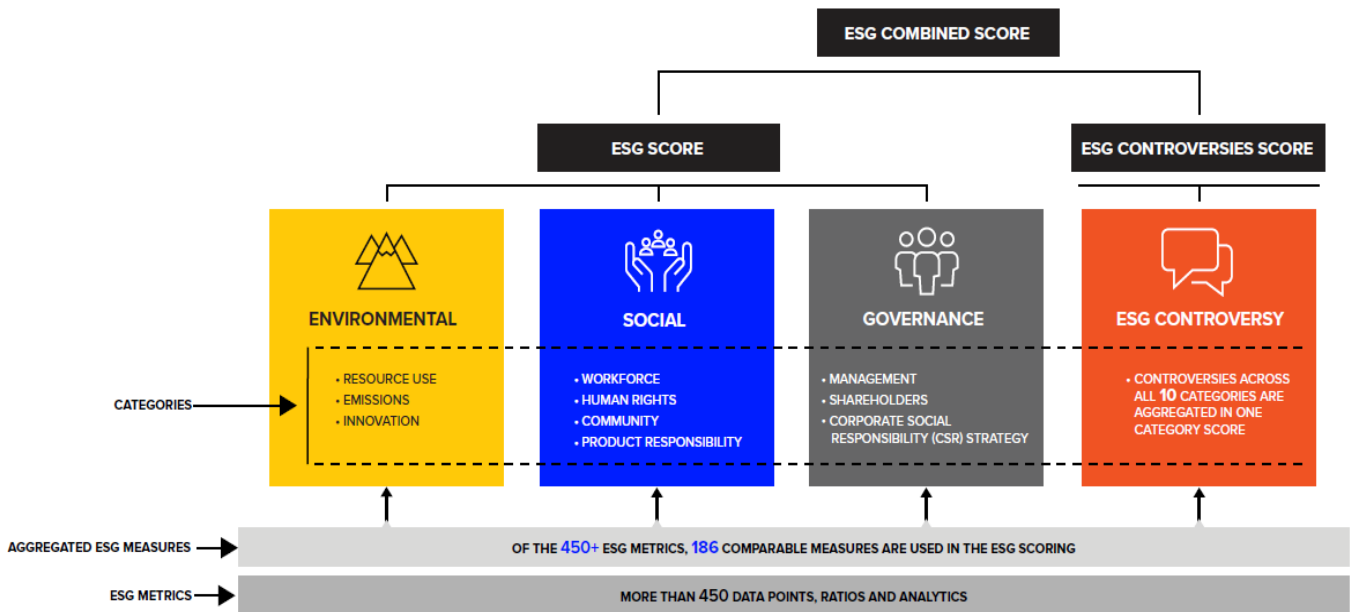 ESG COMBINED SCORE
ESG SCORE
ESG CONTROVERSIES SCORE
ENVIRONMENTAL
SOCIAL
GOVERNANCE
ESG CONTROVERSY
CATEGORIES
• RESOURCE USE
• EMISSIONS
• INNOVATION
• WORKFORCE
• HUMAN RIGHTS
• COMMUNITY
• PRODUCT RESPONSIBILITY
• MANAGEMENT
• SHAREHOLDERS
• CORPORATE SOCIAL
RESPONSIBILITY (CSR) STRATEGY
• CONTROVERSIES ACROSS
ALL 10 CATEGORIES ARE
AGGREGATED IN ONE
CATEGORY SCORE
AGGREGATED ESG MEASURES
OF THE 450+ ESG METRICS, 186 COMPARABLE MEASURES ARE USED IN THE ESG SCORING
ESG METRICS
MORE THAN 450 DATA POINTS, RATIOS AND ANALYTICS